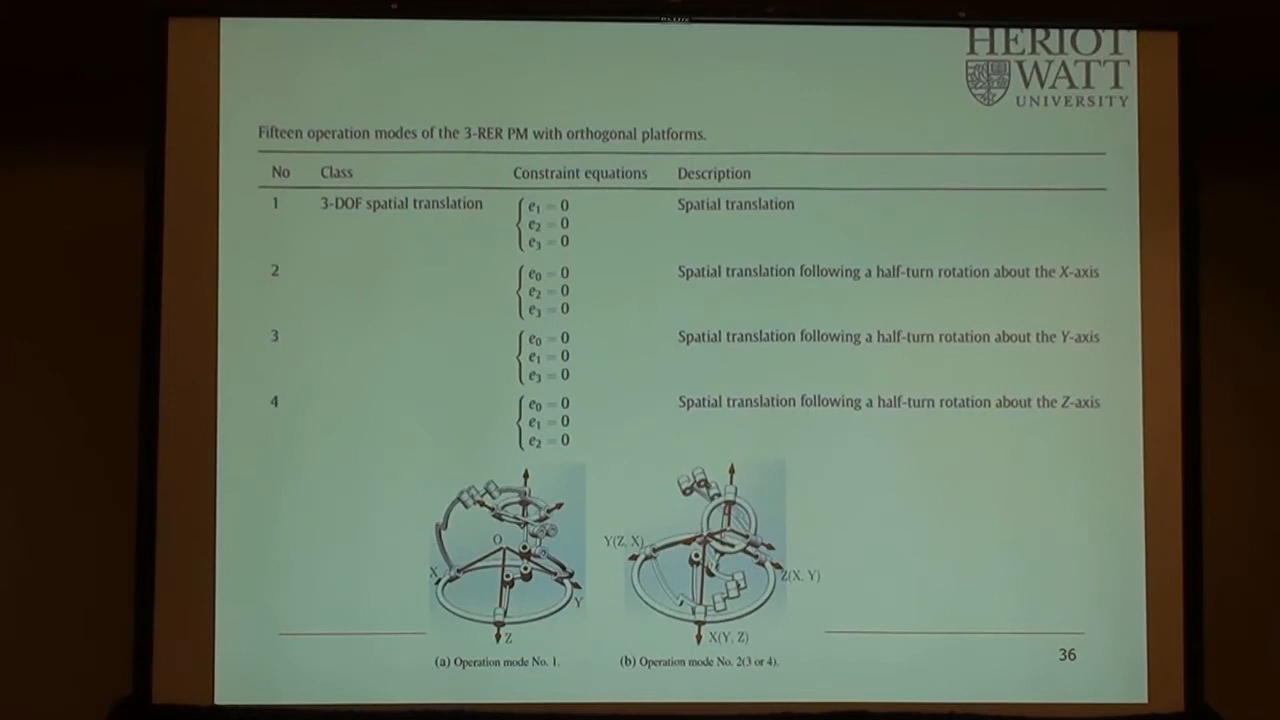 HERIOT
WATT
UNIVERSITY
Fifteen operation modes of the 3-RER PM with orthogonal platforms.
No Class Constraint equations Description
1 3-DOF spatial translation e₁ = 0 Spatial translation
e₂ = 0
e₃ = 0
2 e₀ = 0 Spatial translation following a half-turn rotation about the X-axis
e₂ = 0
e₃ = 0
3 e₀ = 0 Spatial translation following a half-turn rotation about the Y-axis
e₁ = 0
e₃ = 0
4 e₀ = 0 Spatial translation following a half-turn rotation about the Z-axis
e₁ = 0
e₂ = 0
O
X
Y
Z
Y(Z, X)
Z(X, Y)
X(Y, Z)
(a) Operation mode No. 1.
(b) Operation mode No. 2(3 or 4).
36